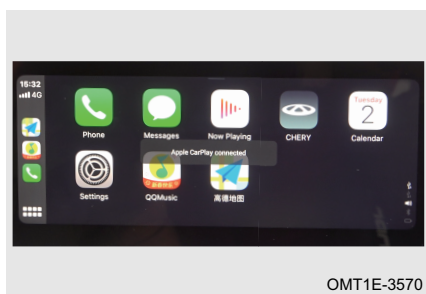 15:32
4G
Phone
Messages
Now Playing
CHERY
Tuesday
2
Calendar
Apple CarPlay connected
Settings
QQMusic
高德地图
OMT1E-3570